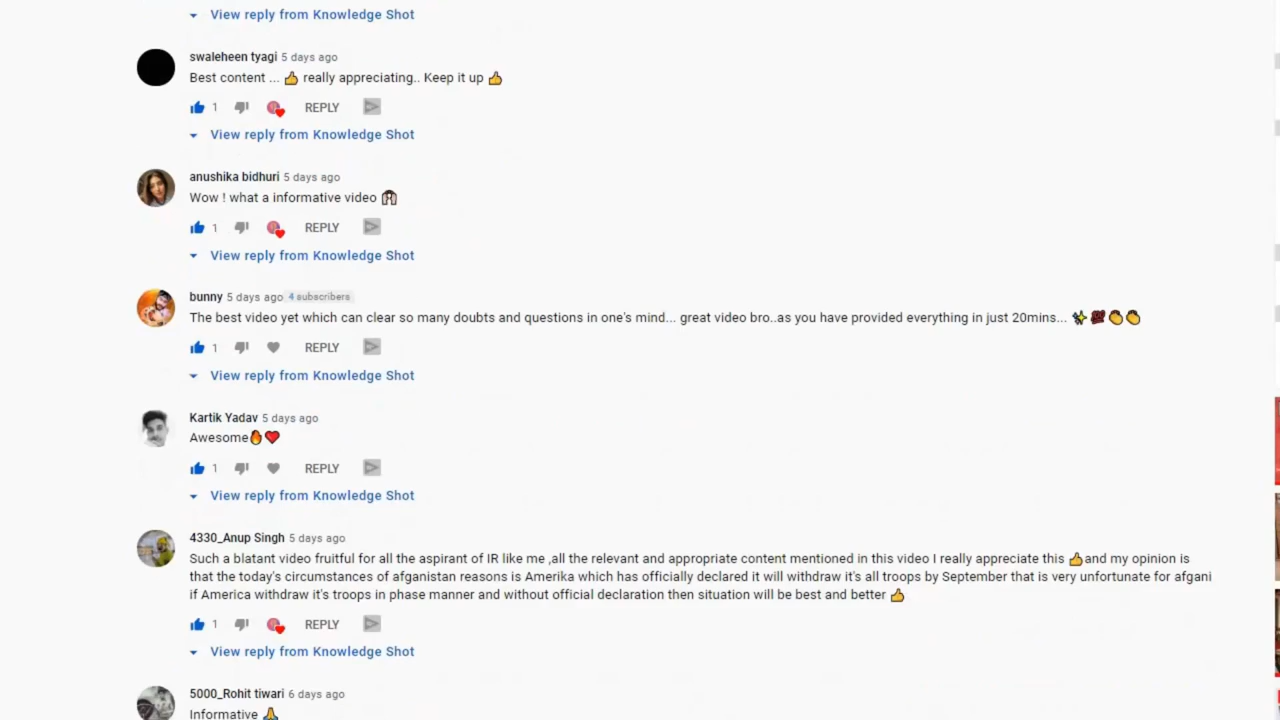 View reply from Knowledge Shot
swaleheen tyagi 5 days ago
Best content ... 👍 really appreciating.. Keep it up 👍
1 REPLY
View reply from Knowledge Shot
anushika bidhuri 5 days ago
Wow ! what a informative video
1 REPLY
View reply from Knowledge Shot
bunny 5 days ago 4 subscribers
The best video yet which can clear so many doubts and questions in one's mind... great video bro..as you have provided everything in just 20mins... ✨💯👏👏
1 REPLY
View reply from Knowledge Shot
Kartik Yadav 5 days ago
Awesome🔥❤️
1 REPLY
View reply from Knowledge Shot
4330_Anup Singh 5 days ago
Such a blatant video fruitful for all the aspirant of IR like me ,all the relevant and appropriate content mentioned in this video I really appreciate this 👍and my opinion is
that the today's circumstances of afganistan reasons is Amerika which has officially declared it will withdraw it's all troops by September that is very unfortunate for afgani
if America withdraw it's troops in phase manner and without official declaration then situation will be best and better 👍
1 REPLY
View reply from Knowledge Shot
5000_Rohit tiwari 6 days ago
Informative 🙏